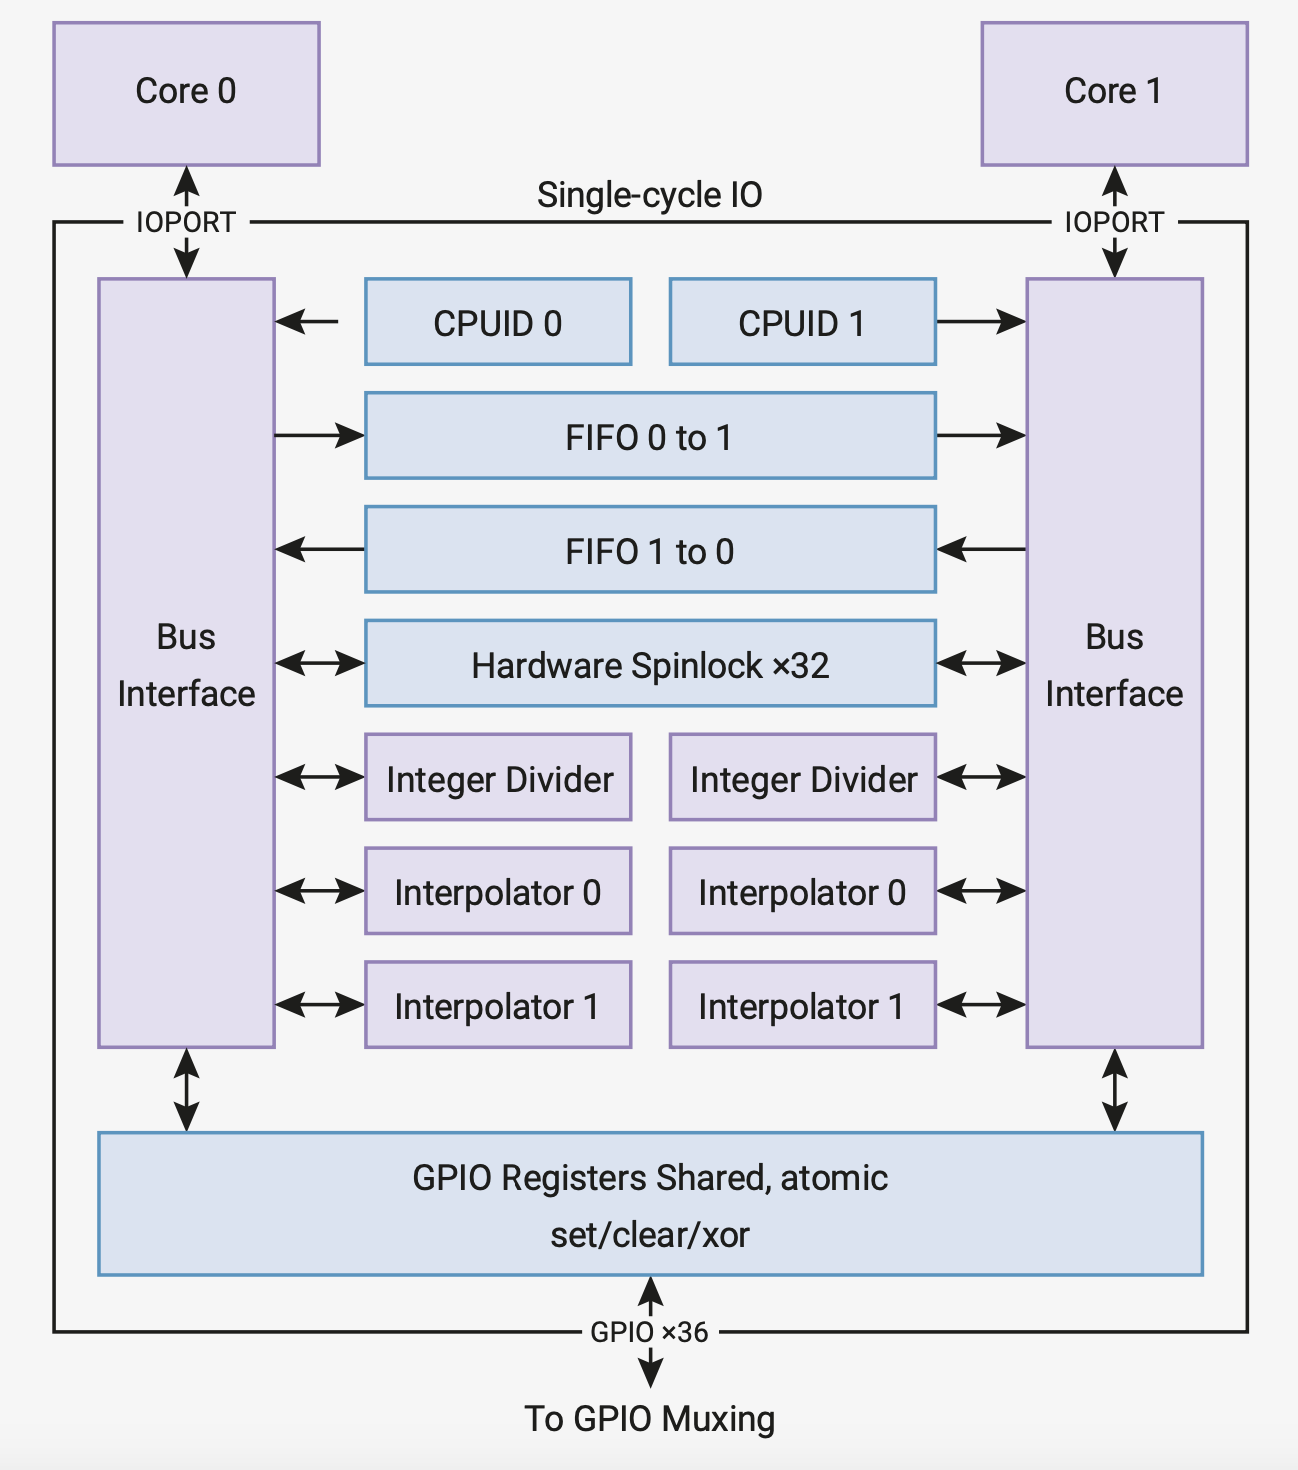 Core 0
Core 1
Single-cycle IO
IOPORT
IOPORT
CPUID 0
CPUID 1
FIFO 0 to 1
FIFO 1 to 0
Bus
Interface
Hardware Spinlock ×32
Bus
Interface
Integer Divider
Integer Divider
Interpolator 0
Interpolator 0
Interpolator 1
Interpolator 1
GPIO Registers Shared, atomic
set/clear/xor
GPIO ×36
To GPIO Muxing